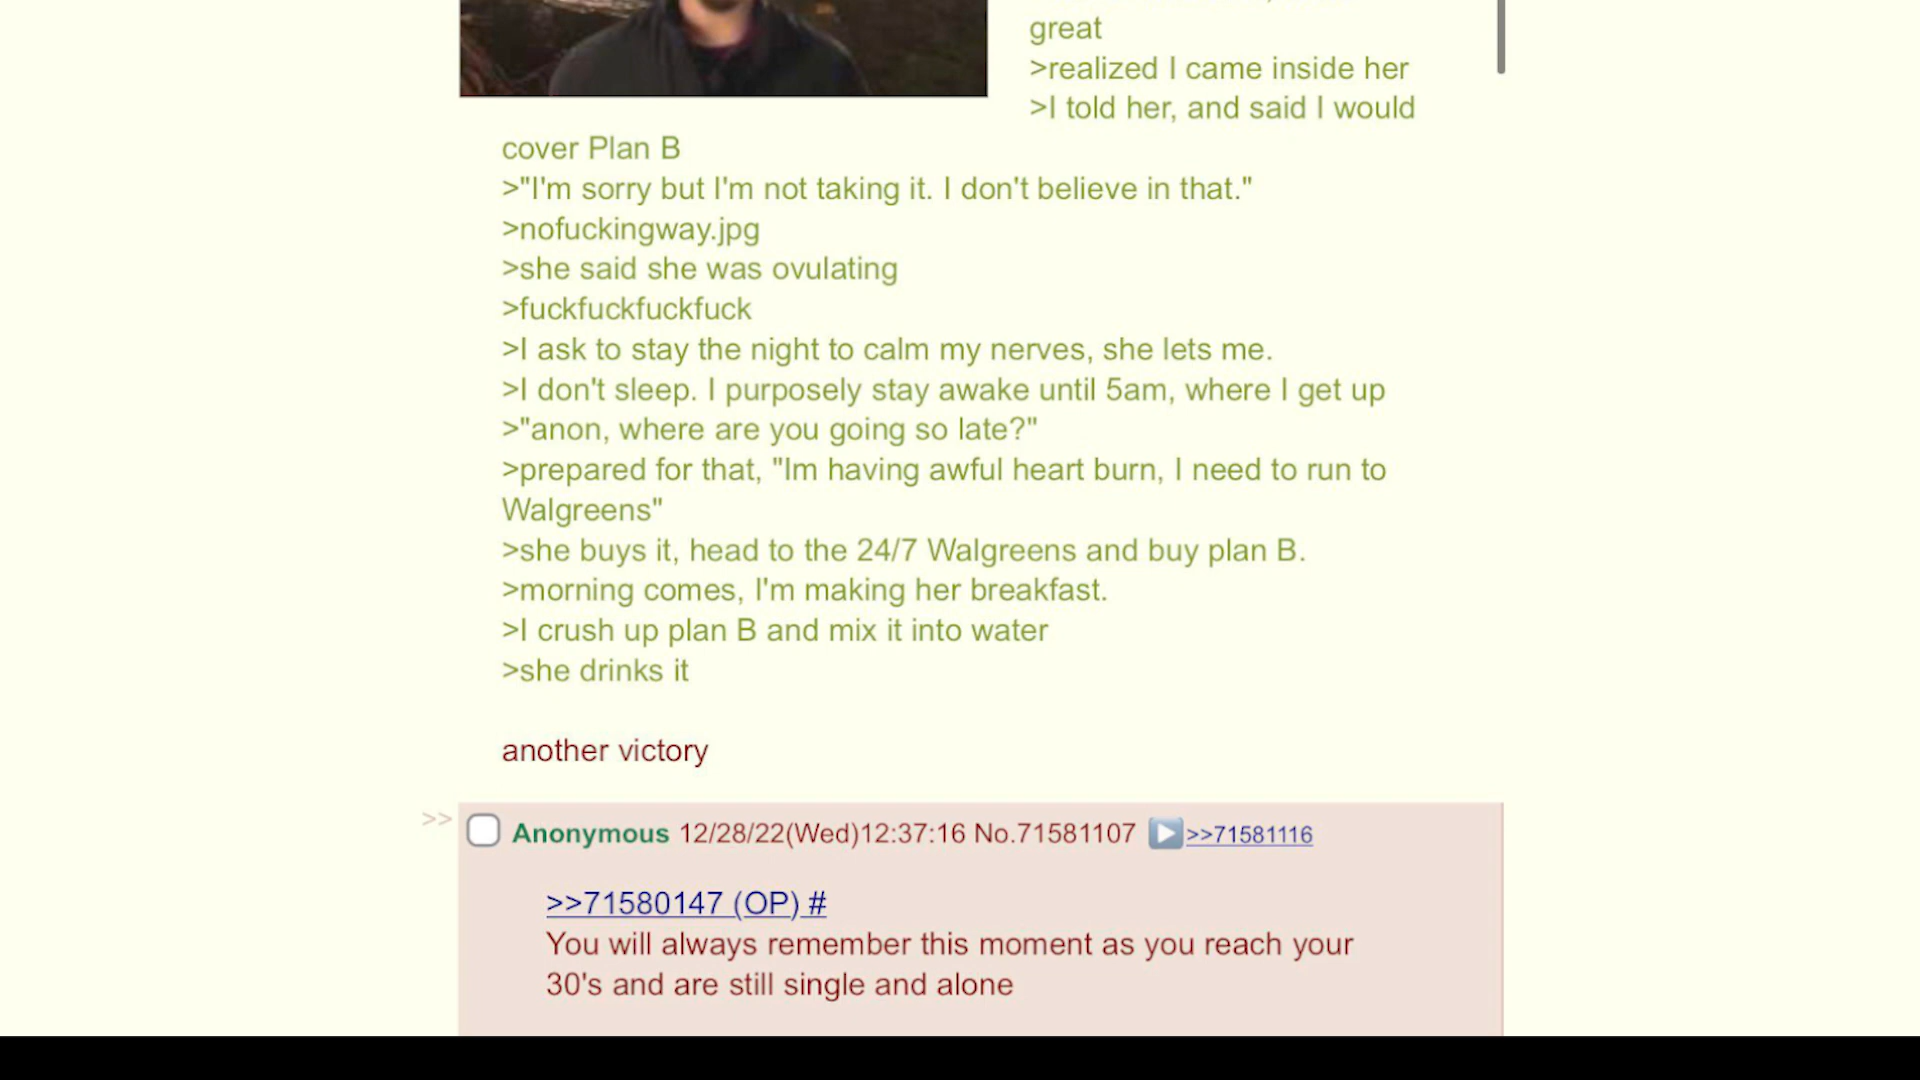 great
>realized I came inside her
>I told her, and said I would
cover Plan B
>"I'm sorry but I'm not taking it. I don't believe in that."
>nofuckingway.jpg
>she said she was ovulating
>fuckfuckfuckfuck
>I ask to stay the night to calm my nerves, she lets me.
>I don't sleep. I purposely stay awake until 5am, where I get up
>"anon, where are you going so late?"
>prepared for that, "Im having awful heart burn, I need to run to
Walgreens"
>she buys it, head to the 24/7 Walgreens and buy plan B.
>morning comes, I'm making her breakfast.
>I crush up plan B and mix it into water
>she drinks it
another victory
>> Anonymous 12/28/22(Wed)12:37:16 No.71581107 >>71581116
>>71580147 (OP) #
You will always remember this moment as you reach your
30's and are still single and alone